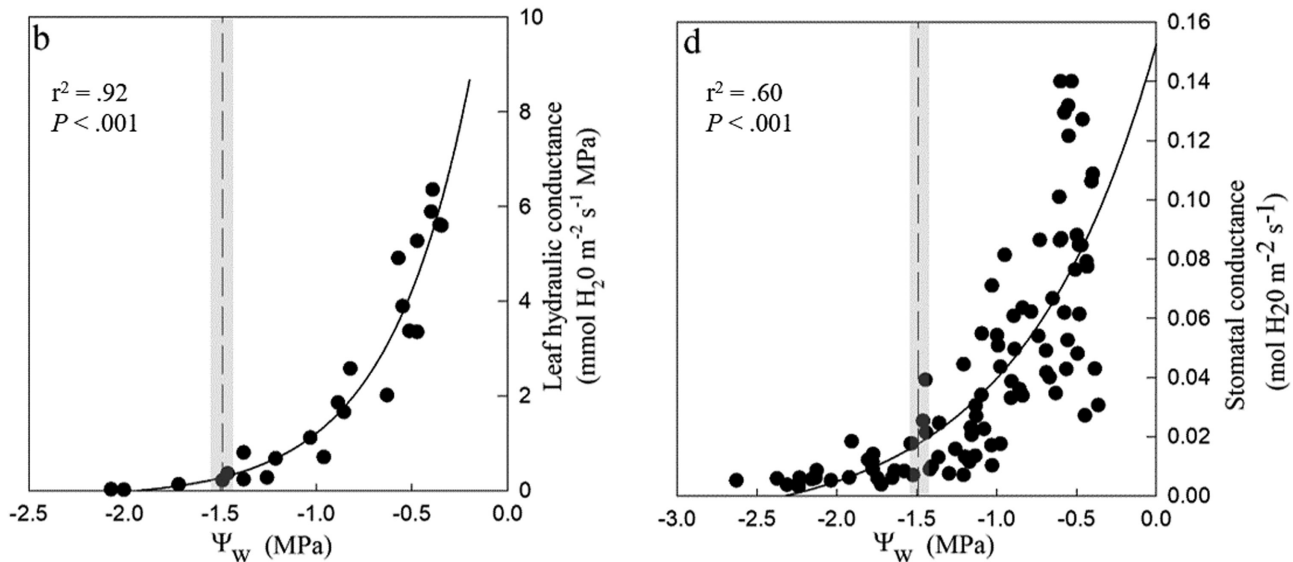 b
r² = .92
P < .001
10
8
6
4
2
0
Leaf hydraulic conductance
(mmol H₂0 m⁻² s⁻¹ MPa)
-2.5 -2.0 -1.5 -1.0 -0.5 0.0
Ψw (MPa)
d
r² = .60
P < .001
0.16
0.14
0.12
0.10
0.08
0.06
0.04
0.02
0.00
Stomatal conductance
(mol H20 m⁻² s⁻¹)
-3.0 -2.5 -2.0 -1.5 -1.0 -0.5 0.0
Ψw (MPa)